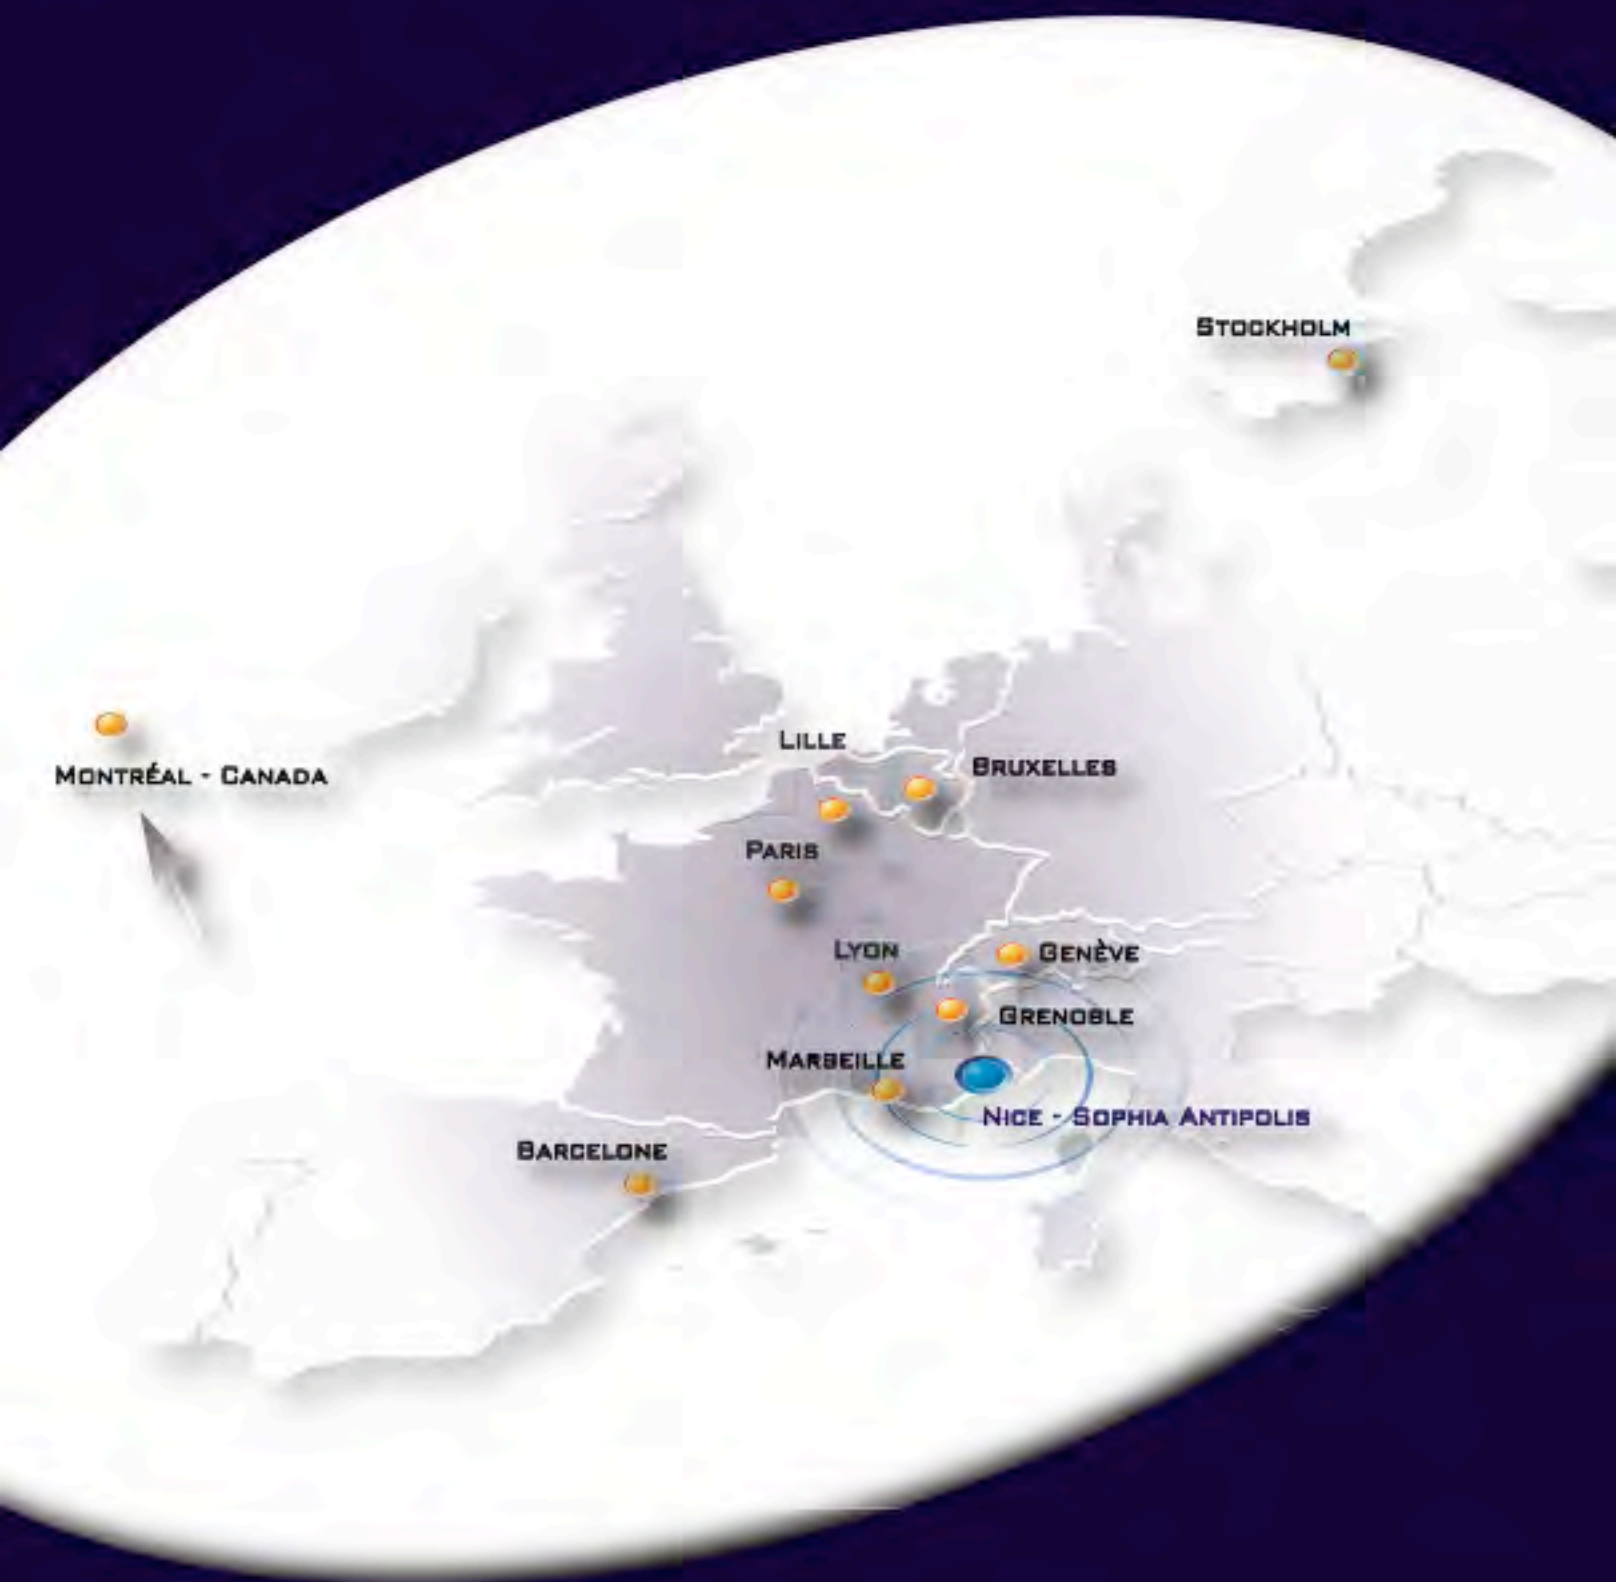 STOCKHOLM
LILLE
BRUXELLES
MONTRÉAL - CANADA
PARIS
LYON
GENÈVE
GRENOBLE
MARSEILLE
NICE - SOPHIA ANTIPOLIS
BARCELONE